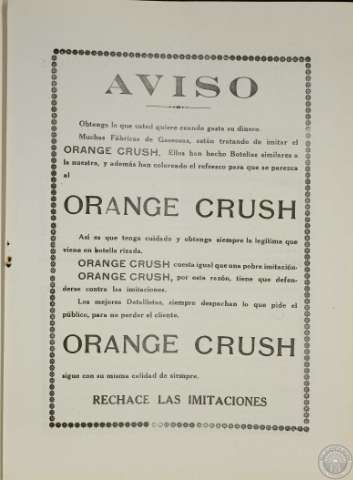 AVISO
Obtenga lo que usted quiere cuando gasta su dinero.
Muchas Fábricas de Gaseosas, están tratando de imitar el
ORANGE CRUSH. Ellos han hecho Botellas similares a
la nuestra, y además han coloreado el refresco para que se parezca
al
ORANGE CRUSH
Así es que tenga cuidado y obtenga siempre la legítima que
viene en botella rizada.
ORANGE CRUSH cuesta igual que una pobre imitación.
ORANGE CRUSH, por esta razón, tiene que defen-
derse contra las imitaciones.
Los mejores Detallistas, siempre despachan lo que pide el
público, para no perder el cliente.
ORANGE CRUSH
sigue con su misma calidad de siempre.
RECHACE LAS IMITACIONES